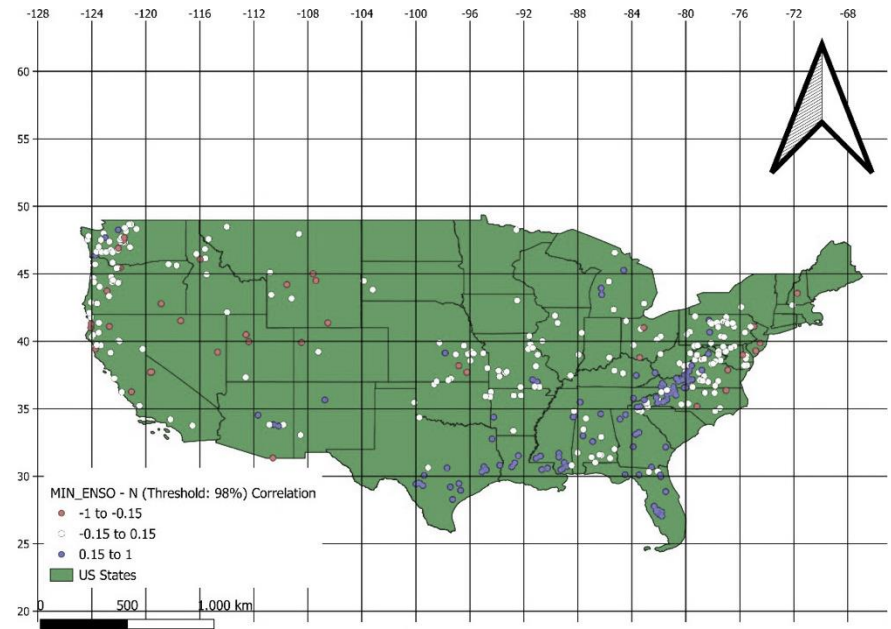 -128 -124 -120 -116 -112 -108 -104 -100 -96 -92 -88 -84 -80 -76 -72 -68
60
55
50
45
40
35
30
25
20
MIN_ENSO - N (Threshold: 98%) Correlation
-1 to -0.15
-0.15 to 0.15
0.15 to 1
US States
0 500 1,000 km